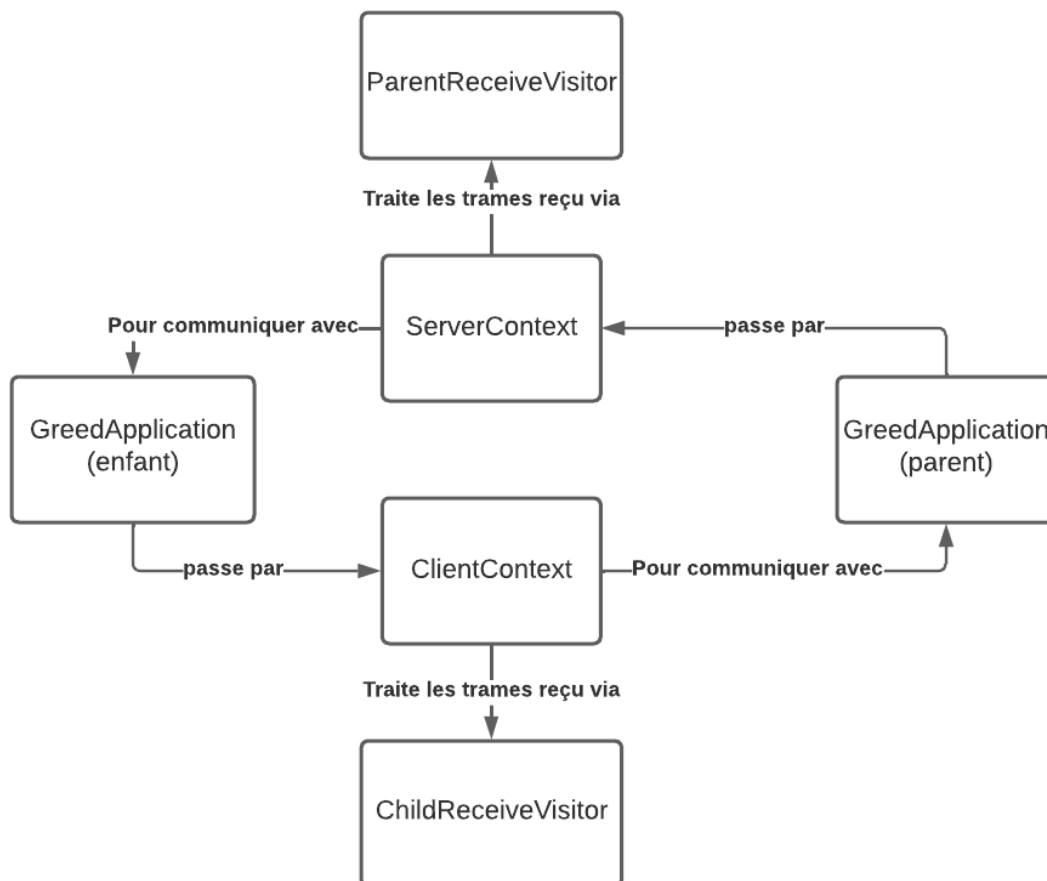 ParentReceiveVisitor
Traite les trames reçu via
Pour communiquer avec
ServerContext
passe par
GreedApplication
(enfant)
GreedApplication
(parent)
passe par
ClientContext
Pour communiquer avec
Traite les trames reçu via
ChildReceiveVisitor